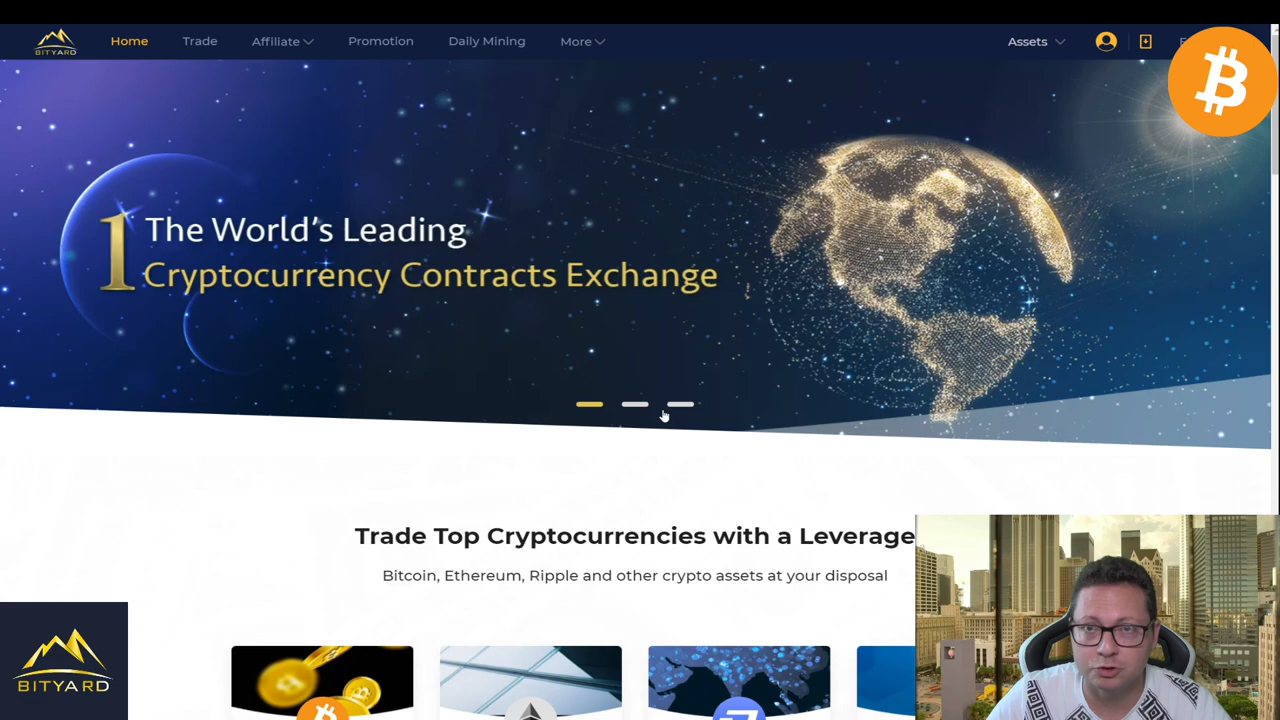 BITYARD
Home
Trade
Affiliate
Promotion
Daily Mining
More
Assets
1
The World's Leading
Cryptocurrency Contracts Exchange
Trade Top Cryptocurrencies with a Leverage
Bitcoin, Ethereum, Ripple and other crypto assets at your disposal
BITYARD